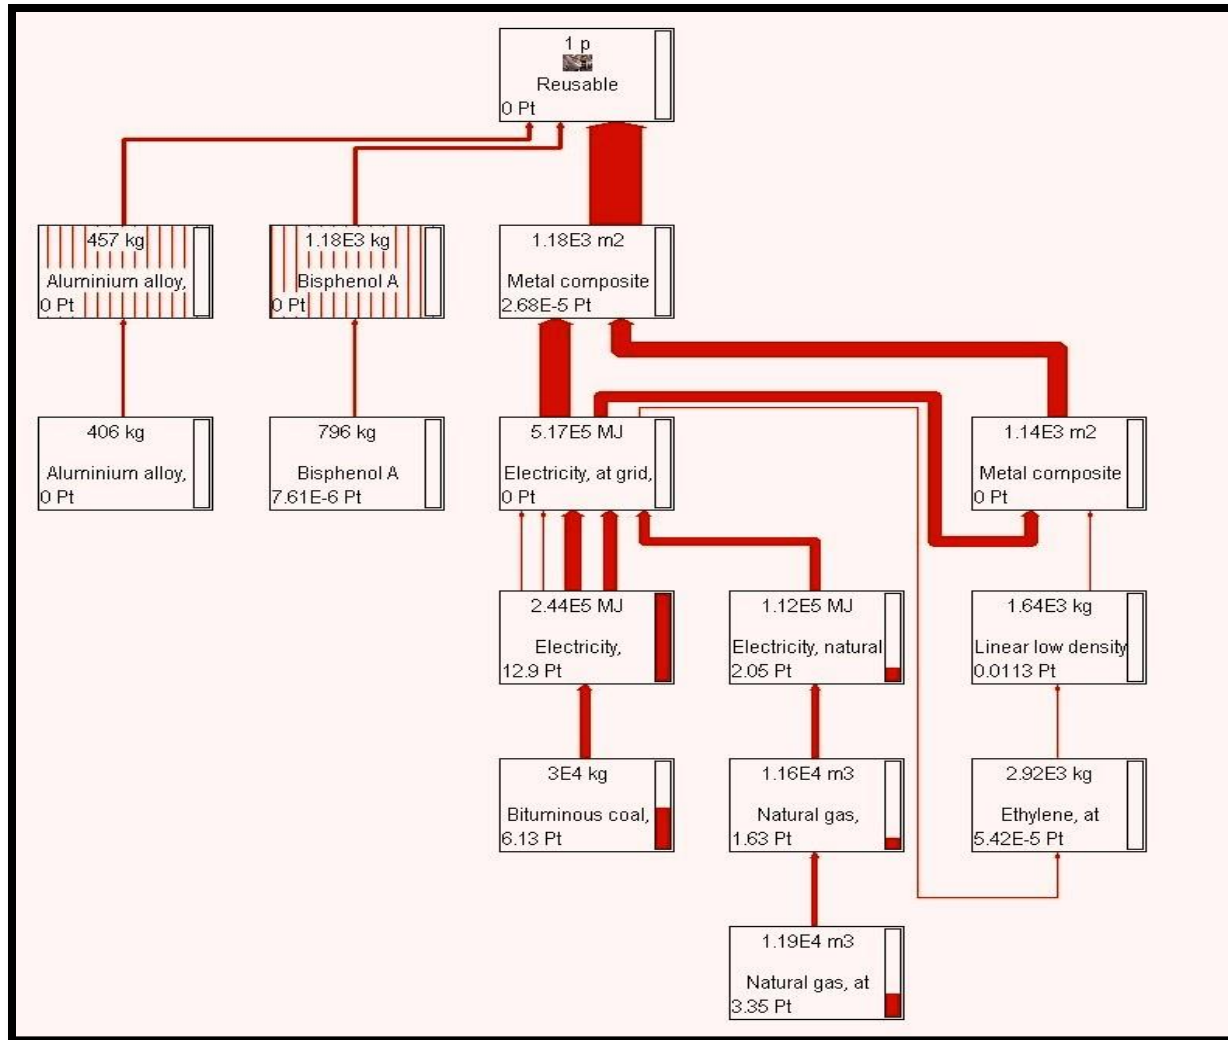 1 p
Reusable
0 Pt
457 kg
Aluminium alloy,
0 Pt
1.18E3 kg
Bisphenol A
0 Pt
1.18E3 m2
Metal composite
2.68E-5 Pt
406 kg
Aluminium alloy,
0 Pt
796 kg
Bisphenol A
7.61E-6 Pt
5.17E5 MJ
Electricity, at grid,
0 Pt
1.14E3 m2
Metal composite
0 Pt
2.44E5 MJ
Electricity,
12.9 Pt
1.12E5 MJ
Electricity, natural
2.05 Pt
1.64E3 kg
Linear low density
0.0113 Pt
3E4 kg
Bituminous coal,
6.13 Pt
1.16E4 m3
Natural gas,
1.63 Pt
2.92E3 kg
Ethylene, at
5.42E-5 Pt
1.19E4 m3
Natural gas, at
3.35 Pt